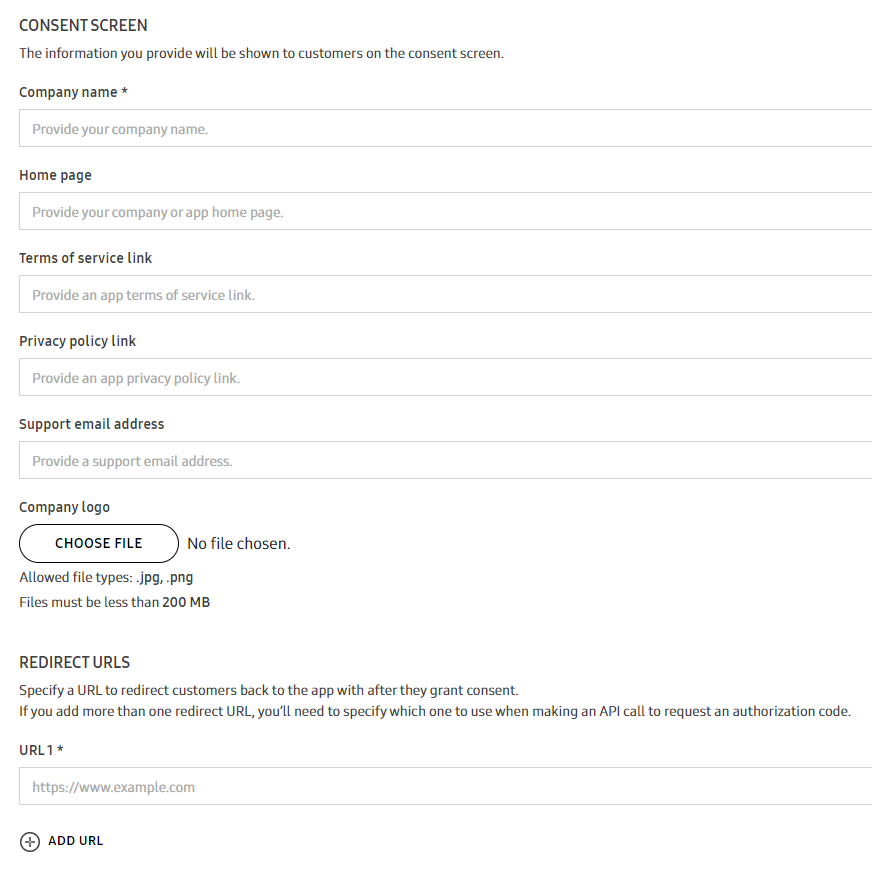 CONSENT SCREEN
The information you provide will be shown to customers on the consent screen.
Company name *
Provide your company name.
Home page
Provide your company or app home page.
Terms of service link
Provide an app terms of service link.
Privacy policy link
Provide an app privacy policy link.
Support email address
Provide a support email address.
Company logo
CHOOSE FILE No file chosen.
Allowed file types: .jpg, .png
Files must be less than 200 MB
REDIRECT URLS
Specify a URL to redirect customers back to the app with after they grant consent.
If you add more than one redirect URL, you'll need to specify which one to use when making an API call to request an authorization code.
URL 1 *
https://www.example.com
ADD URL